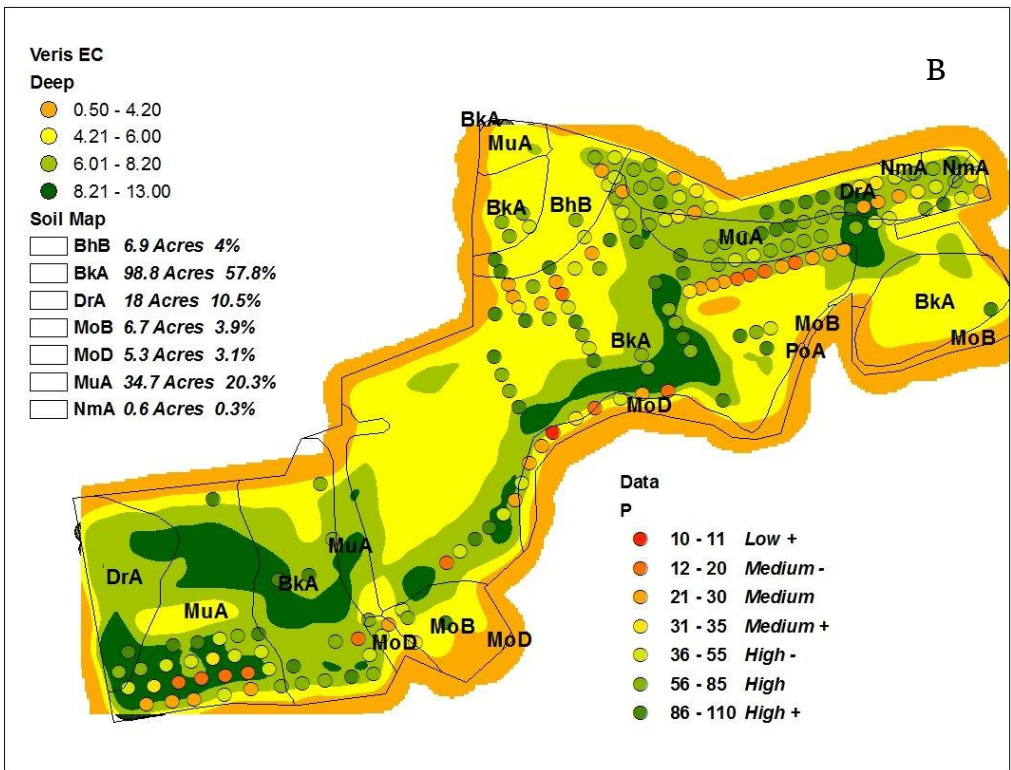 Veris EC
Deep
0.50 - 4.20
4.21 - 6.00
6.01 - 8.20
8.21 - 13.00
Soil Map
BhB 6.9 Acres 4%
BkA 98.8 Acres 57.8%
DrA 18 Acres 10.5%
MoB 6.7 Acres 3.9%
MoD 5.3 Acres 3.1%
MuA 34.7 Acres 20.3%
NmA 0.6 Acres 0.3%
B
BkA
MuA
NmA NmA
DrA
BkA BhB
MuA
BkA
MoB
MoB
BkA
PoA
MoD
MuA
DrA
BkA
MuA
MoB
MoD MoD
Data
P
10 - 11 Low +
12 - 20 Medium -
21 - 30 Medium
31 - 35 Medium +
36 - 55 High -
56 - 85 High
86 - 110 High +